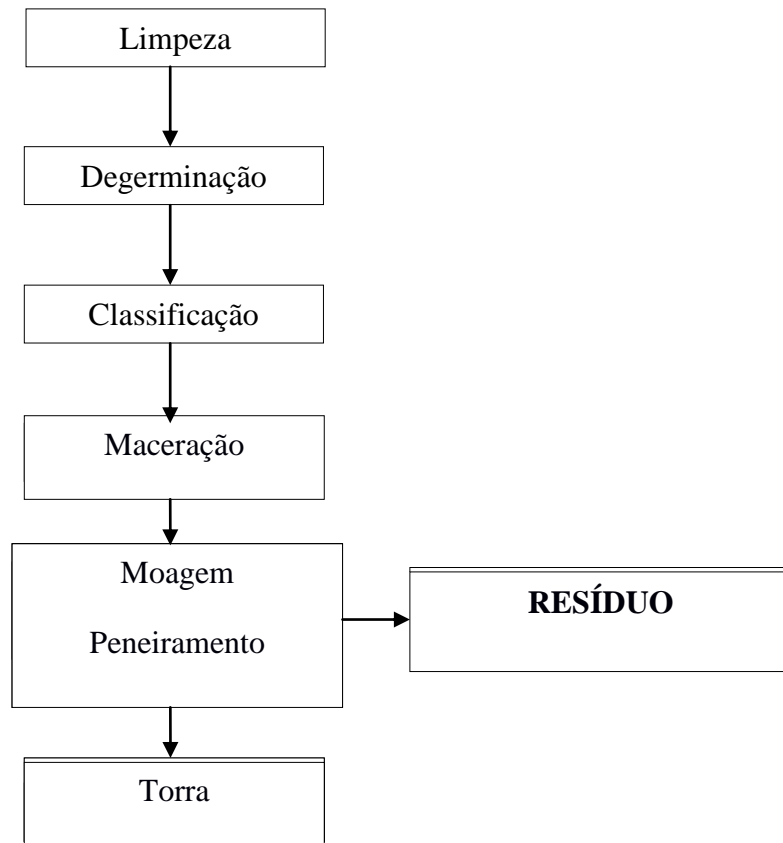 Limpeza
Degerminação
Classificação
Maceração
Moagem
Peneiramento
RESÍDUO
Torra